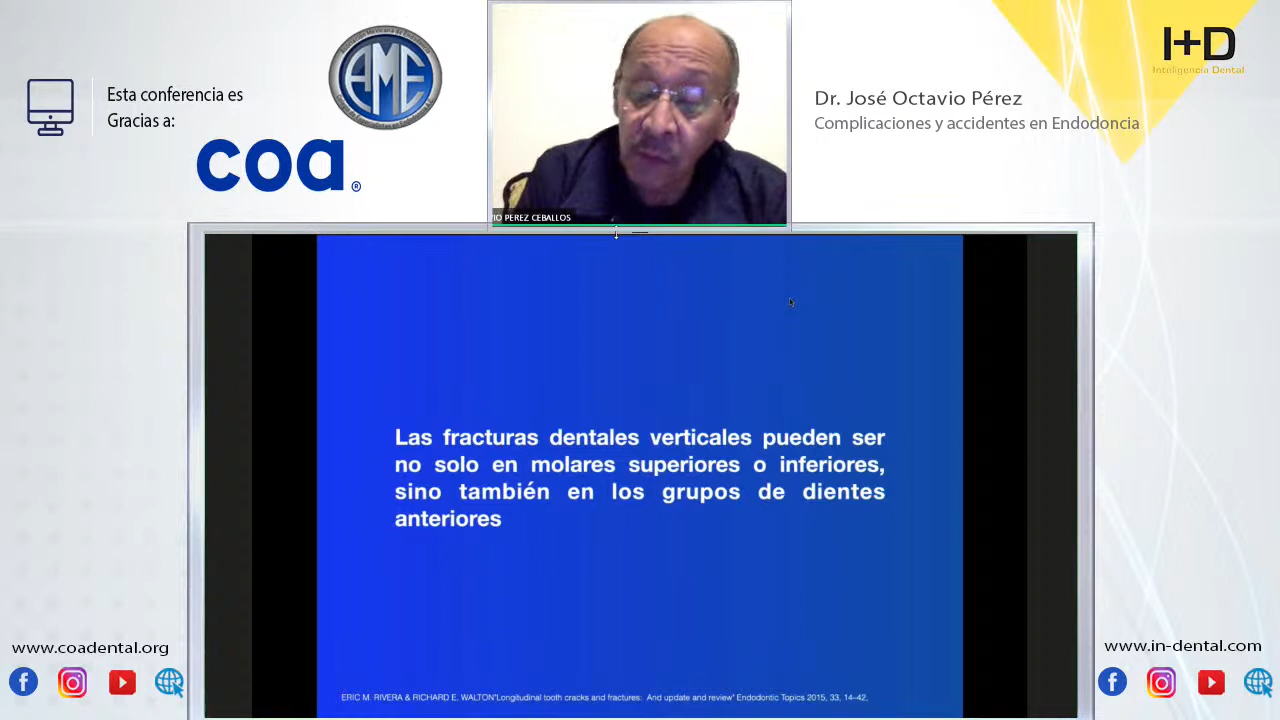 Esta conferencia es
Gracias a:
AME
coa®
I+D
Inteligencia Dental
Dr. José Octavio Pérez
Complicaciones y accidentes en Endodoncia
IO PEREZ CEBALLOS
Las fracturas dentales verticales pueden ser
no solo en molares superiores o inferiores,
sino también en los grupos de dientes
anteriores
ERIC M. RIVERA & RICHARD E. WALTON"Longitudinal tooth cracks and fractures: And update and review" Endodontic Topics 2015, 33, 14–42,
www.coadental.org
www.in-dental.com